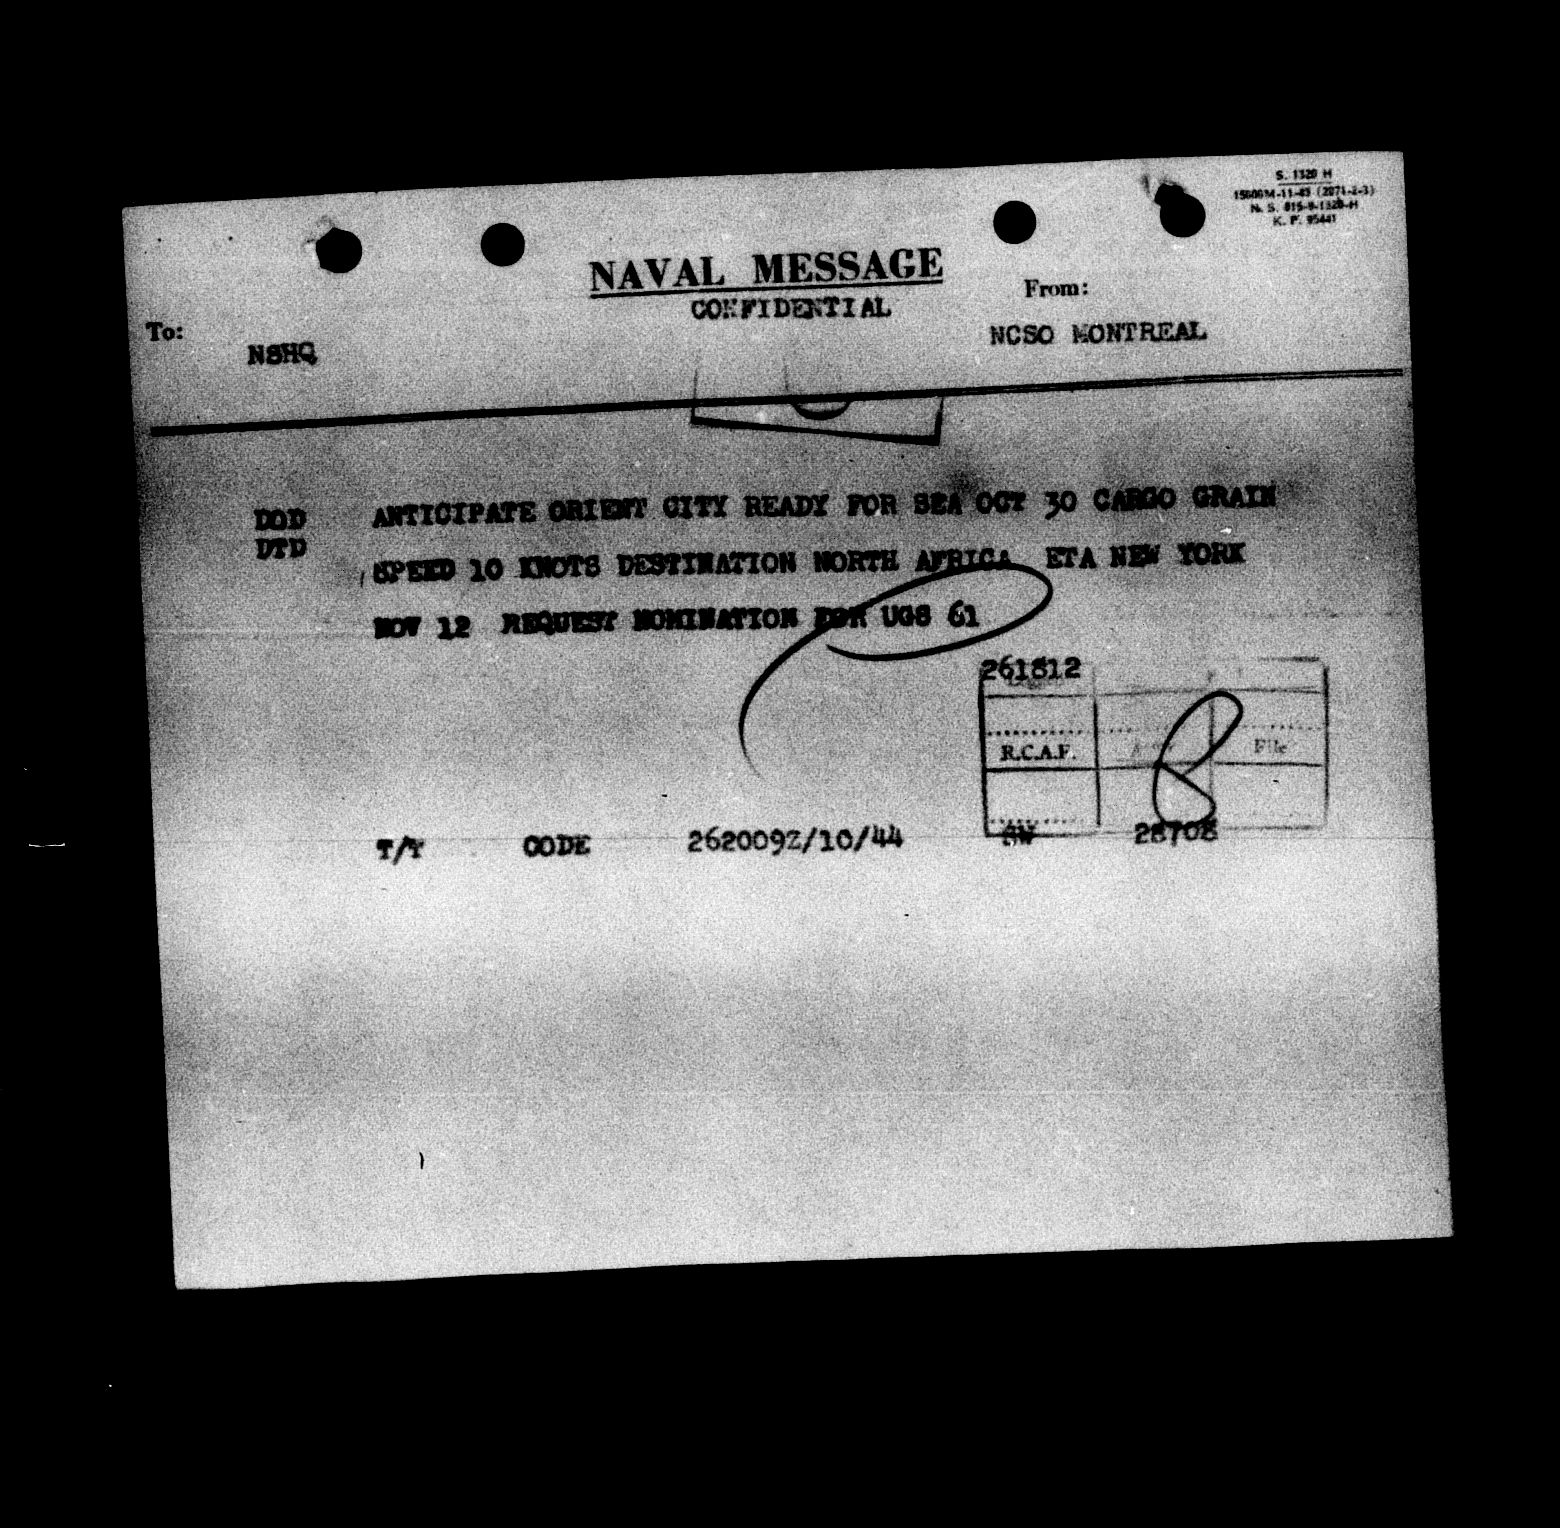 S. 1320 H
NAVAL MESSAGE
CONFIDENTIAL
From:
To:
NSHQ
NCSO MONTREAL
DOD ANTICIPATE ORIENT CITY READY FOR SEA OCT 30 CARGO GRAIN
DTD
SPEED 10 KNOTS DESTINATION NORTH AFRICA ETA NEW YORK
NOV 12 REQUEST NOMINATION FOR UGS 61
261812
R.C.A.F. File
T/Y CODE 262009Z/10/44 28708